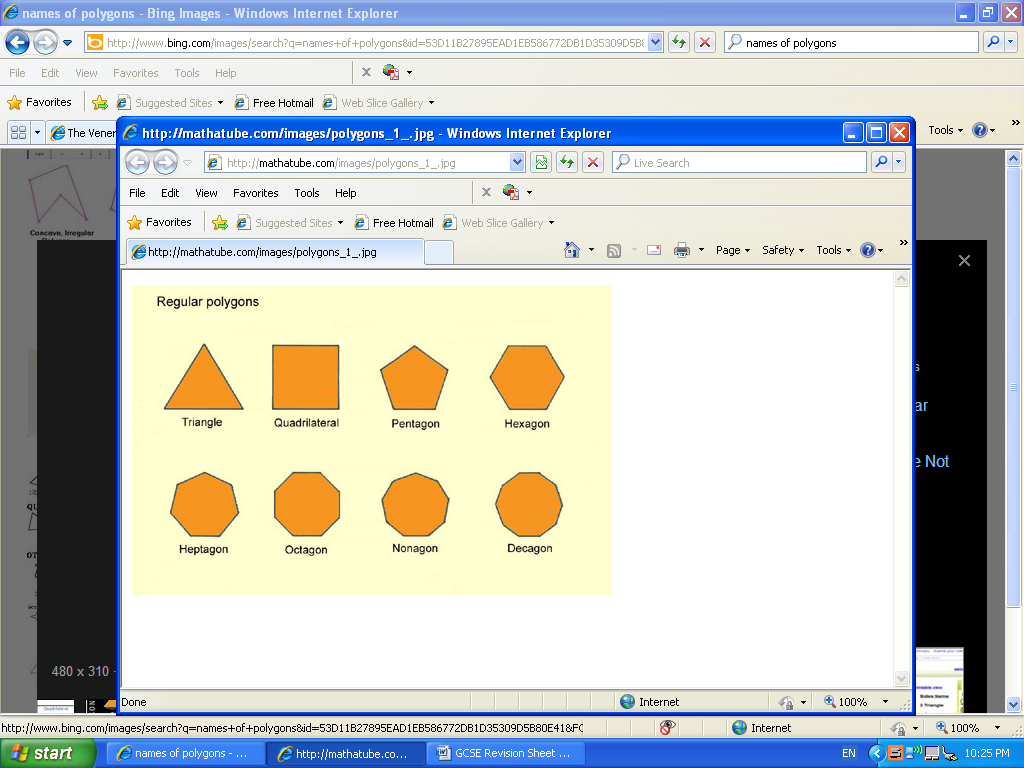 names of polygons - Bing Images - Windows Internet Explorer
http://www.bing.com/images/search?q=names+of+polygons&id=53D11B27895EAD1EB586772DB1D35309D5B8
names of polygons
File Edit View Favorites Tools Help
X
Favorites Suggested Sites Free Hotmail Web Slice Gallery
The Vener
Tools
»
http://mathatube.com/images/polygons_1_.jpg - Windows Internet Explorer
http://mathatube.com/images/polygons_1_.jpg
Live Search
File Edit View Favorites Tools Help
X
Favorites Suggested Sites Free Hotmail Web Slice Gallery
http://mathatube.com/images/polygons_1_.jpg
Page Safety Tools
»
Concave, Irregular
Regular polygons
Triangle Quadrilateral Pentagon Hexagon
Heptagon Octagon Nonagon Decagon
ar
e Not
480 x 310
Done Internet 100%
http://www.bing.com/images/search?q=names+of+polygons&id=53D11B27895EAD1EB586772DB1D35309D5B80E41&FC
Internet 100%
start names of polygons - ... http://mathatube.co... GCSE Revision Sheet ... EN 10:25 PM